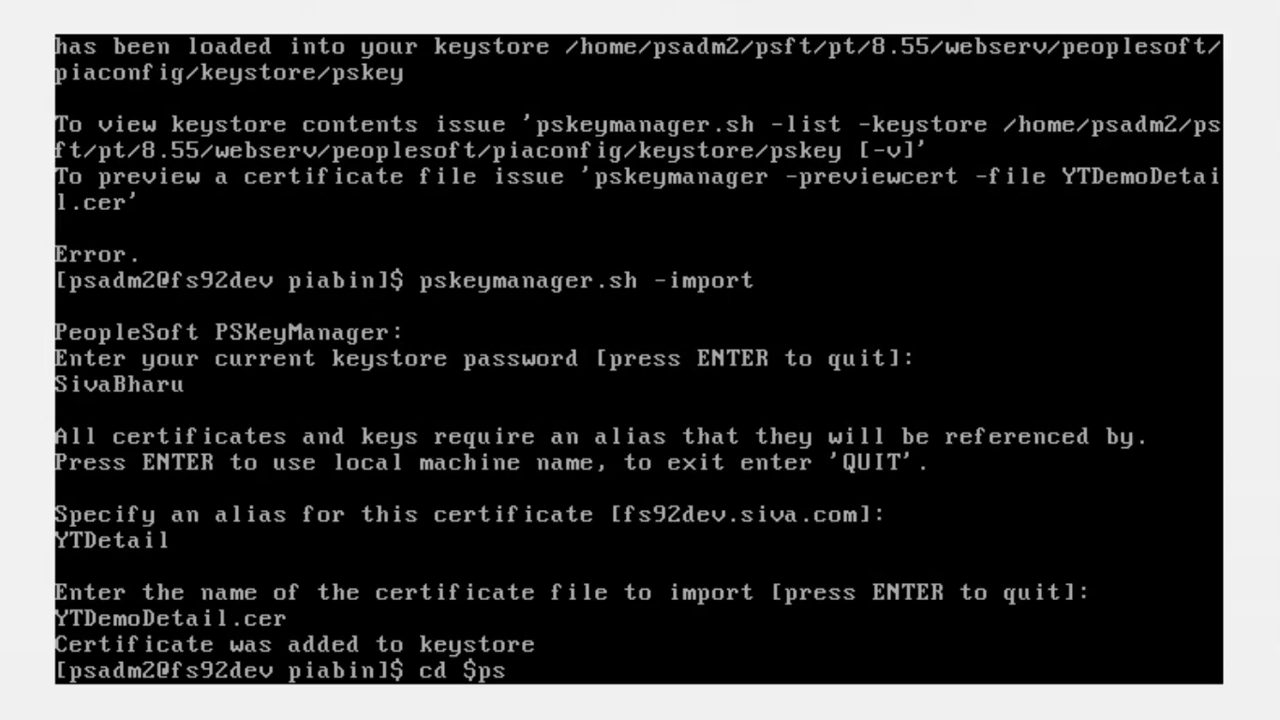 has been loaded into your keystore /home/psadm2/psft/pt/8.55/webserv/peoplesoft/
piaconfig/keystore/pskey
To view keystore contents issue 'pskeymanager.sh -list -keystore /home/psadm2/ps
ft/pt/8.55/webserv/peoplesoft/piaconfig/keystore/pskey [-v]'
To preview a certificate file issue 'pskeymanager -previewcert -file YTDemoDetai
l.cer'
Error.
[psadm2@fs92dev piabin]$ pskeymanager.sh -import
PeopleSoft PSKeyManager:
Enter your current keystore password [press ENTER to quit]:
SivaBharu
All certificates and keys require an alias that they will be referenced by.
Press ENTER to use local machine name, to exit enter 'QUIT'.
Specify an alias for this certificate [fs92dev.siva.com]:
YTDetail
Enter the name of the certificate file to import [press ENTER to quit]:
YTDemoDetail.cer
Certificate was added to keystore
[psadm2@fs92dev piabin]$ cd $ps